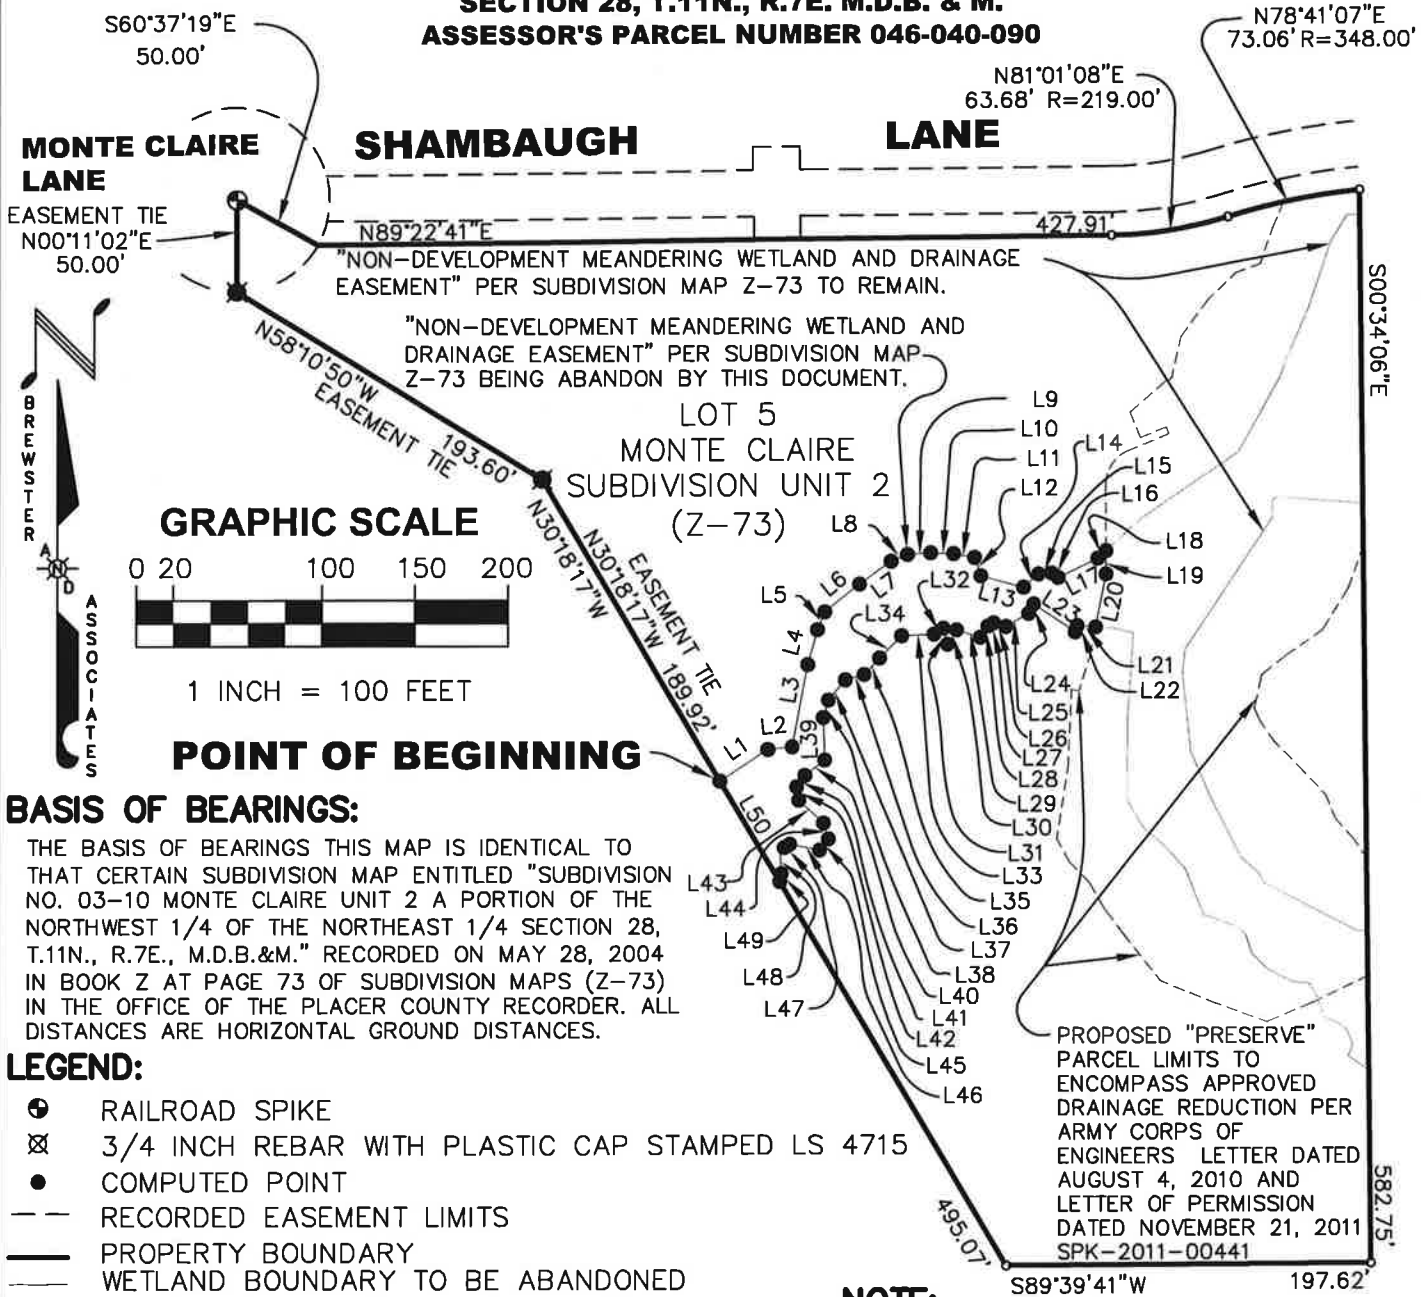 SECTION 28, T.11N., R.7E. M.D.B. & M.
ASSESSOR'S PARCEL NUMBER 046-040-090
S60°37'19"E
50.00'
N78°41'07"E
73.06' R=348.00'
N81°01'08"E
63.68' R=219.00'
MONTE CLAIRE
LANE
SHAMBAUGH LANE
EASEMENT TIE
N00°11'02"E
50.00'
N89°22'41"E
427.91'
"NON-DEVELOPMENT MEANDERING WETLAND AND DRAINAGE
EASEMENT" PER SUBDIVISION MAP Z-73 TO REMAIN.
"NON-DEVELOPMENT MEANDERING WETLAND AND
DRAINAGE EASEMENT" PER SUBDIVISION MAP
Z-73 BEING ABANDON BY THIS DOCUMENT.
S00°34'06"E
N58°10'50"W 193.60'
EASEMENT TIE
LOT 5
MONTE CLAIRE
SUBDIVISION UNIT 2
(Z-73)
BREWSTER
AND
ASSOCIATES
GRAPHIC SCALE
0 20 100 150 200
1 INCH = 100 FEET
N30°18'17"W
N30°18'17"W 189.92'
EASEMENT TIE
POINT OF BEGINNING
L1
L2
L3
L4
L5
L6
L7
L8
L9
L10
L11
L12
L13
L14
L15
L16
L17
L18
L19
L20
L21
L22
L23
L24
L25
L26
L27
L28
L29
L30
L31
L32
L33
L34
L35
L36
L37
L38
L39
L40
L41
L42
L43
L44
L45
L46
L47
L48
L49
L50
BASIS OF BEARINGS:
THE BASIS OF BEARINGS THIS MAP IS IDENTICAL TO
THAT CERTAIN SUBDIVISION MAP ENTITLED "SUBDIVISION
NO. 03-10 MONTE CLAIRE UNIT 2 A PORTION OF THE
NORTHWEST 1/4 OF THE NORTHEAST 1/4 SECTION 28,
T.11N., R.7E., M.D.B.&M." RECORDED ON MAY 28, 2004
IN BOOK Z AT PAGE 73 OF SUBDIVISION MAPS (Z-73)
IN THE OFFICE OF THE PLACER COUNTY RECORDER. ALL
DISTANCES ARE HORIZONTAL GROUND DISTANCES.
LEGEND:
RAILROAD SPIKE
3/4 INCH REBAR WITH PLASTIC CAP STAMPED LS 4715
COMPUTED POINT
RECORDED EASEMENT LIMITS
PROPERTY BOUNDARY
WETLAND BOUNDARY TO BE ABANDONED
PROPOSED "PRESERVE"
PARCEL LIMITS TO
ENCOMPASS APPROVED
DRAINAGE REDUCTION PER
ARMY CORPS OF
ENGINEERS LETTER DATED
AUGUST 4, 2010 AND
LETTER OF PERMISSION
DATED NOVEMBER 21, 2011
SPK-2011-00441
582.75'
495.07'
S89°39'41"W 197.62'
NOTE: